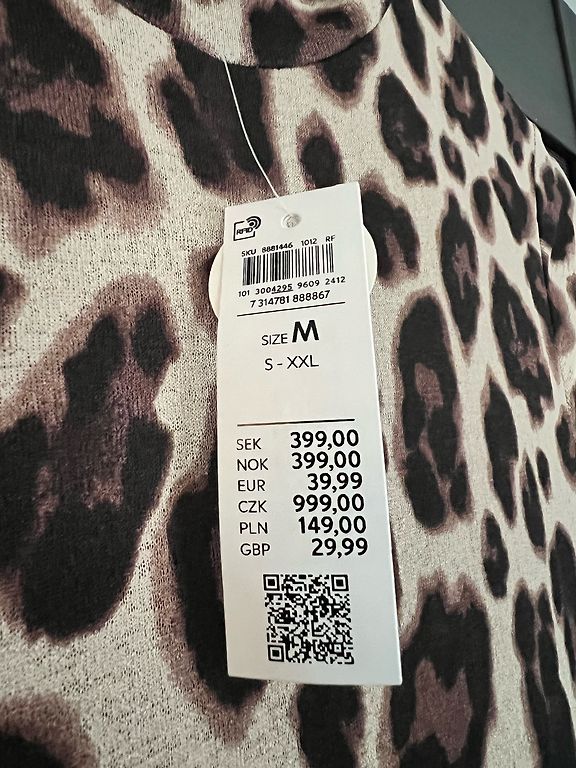 RFID
SKU 8881446 1012 RF
101 3004295 9609 2412
7 314781 888867
SIZE M
S - XXL
SEK 399,00
NOK 399,00
EUR 39,99
CZK 999,00
PLN 149,00
GBP 29,99